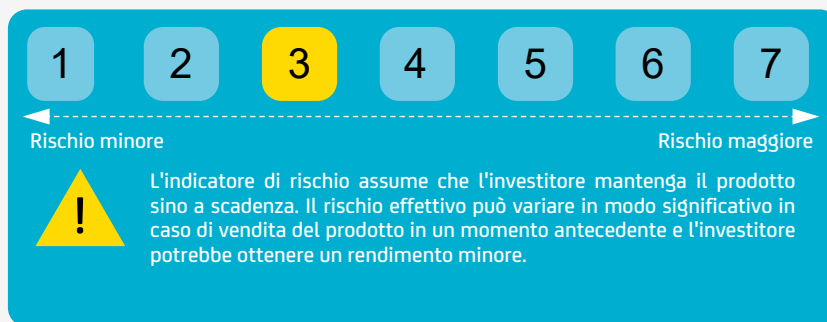 1 2 3 4 5 6 7
Rischio minore Rischio maggiore
!
L'indicatore di rischio assume che l'investitore mantenga il prodotto
sino a scadenza. Il rischio effettivo può variare in modo significativo in
caso di vendita del prodotto in un momento antecedente e l'investitore
potrebbe ottenere un rendimento minore.